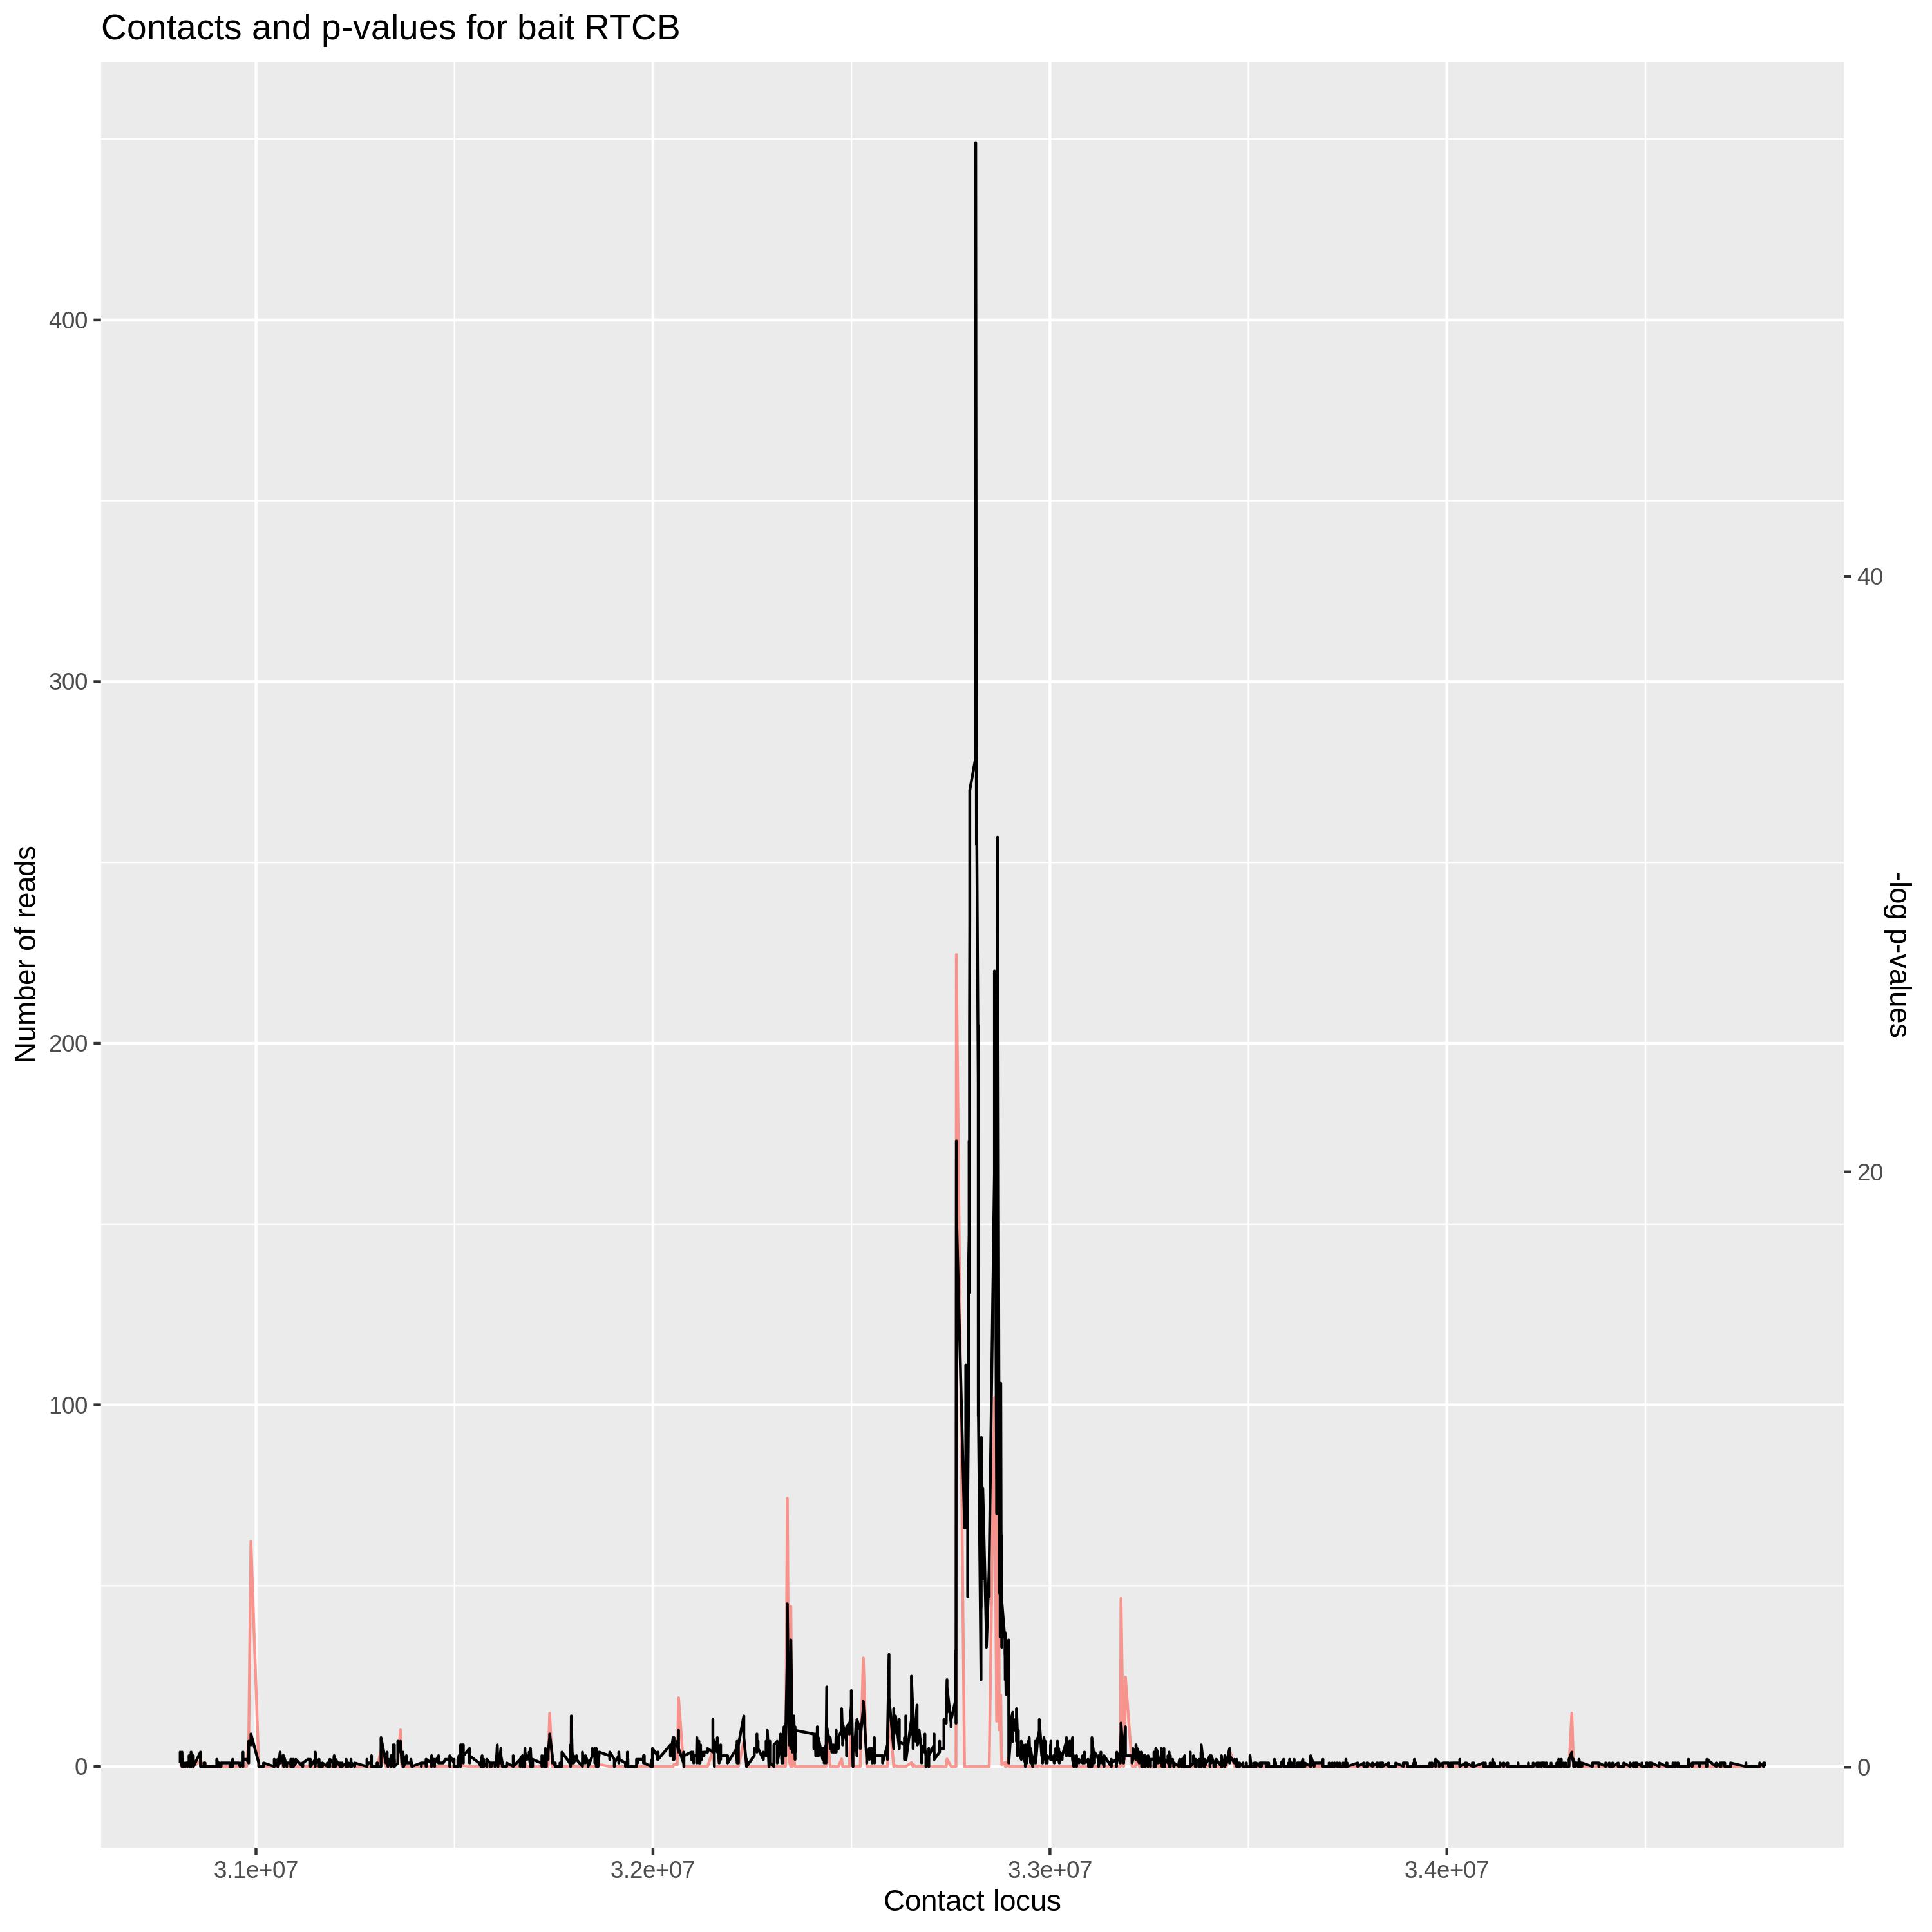 Contacts and p-values for bait RTCB
Number of reads
400
300
200
100
0
40
20
0
-log p-values
3.1e+07
3.2e+07
3.3e+07
3.4e+07
Contact locus